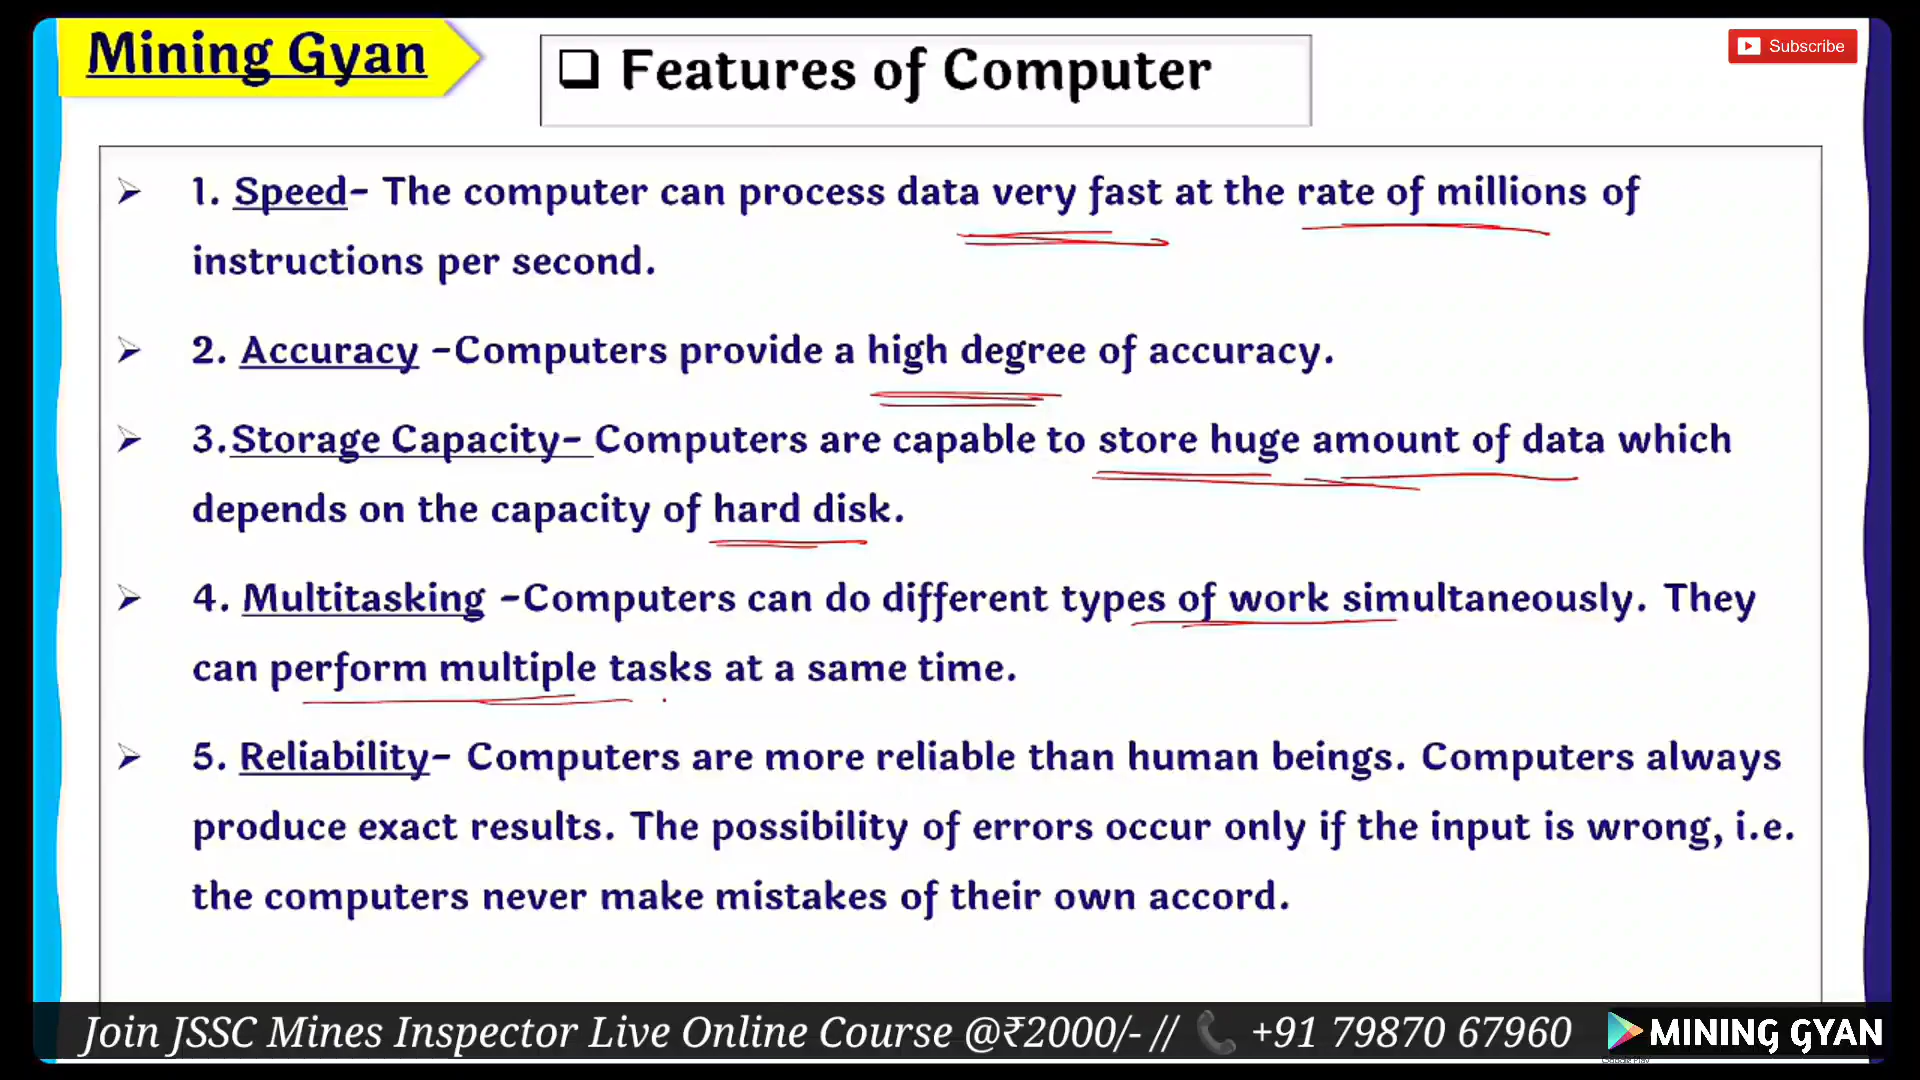 Mining Gyan
❑ Features of Computer
Subscribe
➢ 1. Speed- The computer can process data very fast at the rate of millions of
instructions per second.
➢ 2. Accuracy -Computers provide a high degree of accuracy.
➢ 3.Storage Capacity- Computers are capable to store huge amount of data which
depends on the capacity of hard disk.
➢ 4. Multitasking -Computers can do different types of work simultaneously. They
can perform multiple tasks at a same time.
➢ 5. Reliability- Computers are more reliable than human beings. Computers always
produce exact results. The possibility of errors occur only if the input is wrong, i.e.
the computers never make mistakes of their own accord.
Join JSSC Mines Inspector Live Online Course @₹2000/- // 📞 +91 79870 67960
MINING GYAN
Google Play